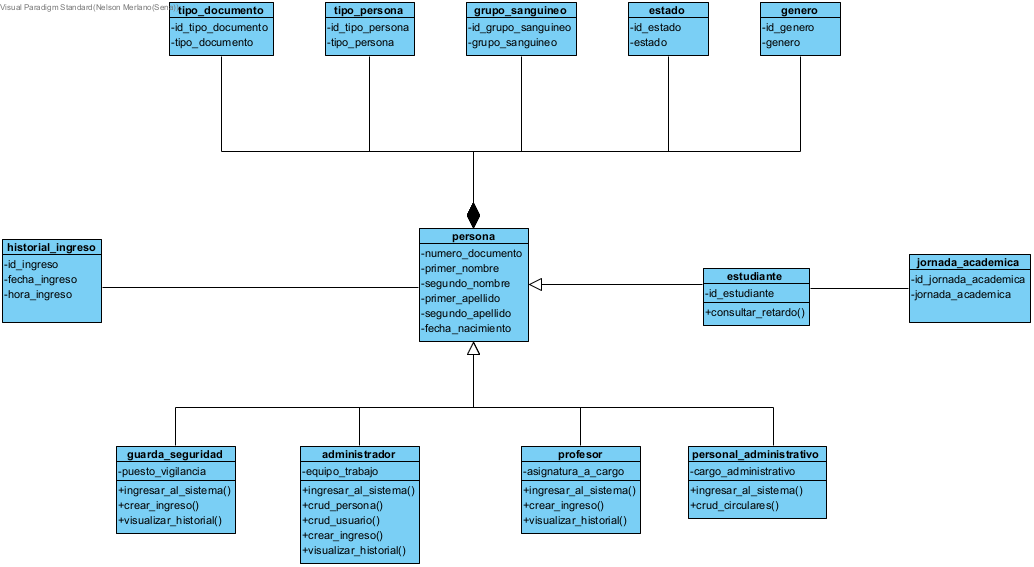 Visual Paradigm Standard(Nelson Merlano(Sena))
tipo_documento
-id_tipo_documento
-tipo_documento
tipo_persona
-id_tipo_persona
-tipo_persona
grupo_sanguineo
-id_grupo_sanguineo
-grupo_sanguineo
estado
-id_estado
-estado
genero
-id_genero
-genero
historial_ingreso
-id_ingreso
-fecha_ingreso
-hora_ingreso
persona
-numero_documento
-primer_nombre
-segundo_nombre
-primer_apellido
-segundo_apellido
-fecha_nacimiento
estudiante
-id_estudiante
+consultar_retardo()
jornada_academica
-id_jornada_academica
-jornada_academica
guarda_seguridad
-puesto_vigilancia
+ingresar_al_sistema()
+crear_ingreso()
+visualizar_historial()
administrador
-equipo_trabajo
+ingresar_al_sistema()
+crud_persona()
+crud_usuario()
+crear_ingreso()
+visualizar_historial()
profesor
-asignatura_a_cargo
+ingresar_al_sistema()
+crear_ingreso()
+visualizar_historial()
personal_administrativo
-cargo_administrativo
+ingresar_al_sistema()
+crud_circulares()